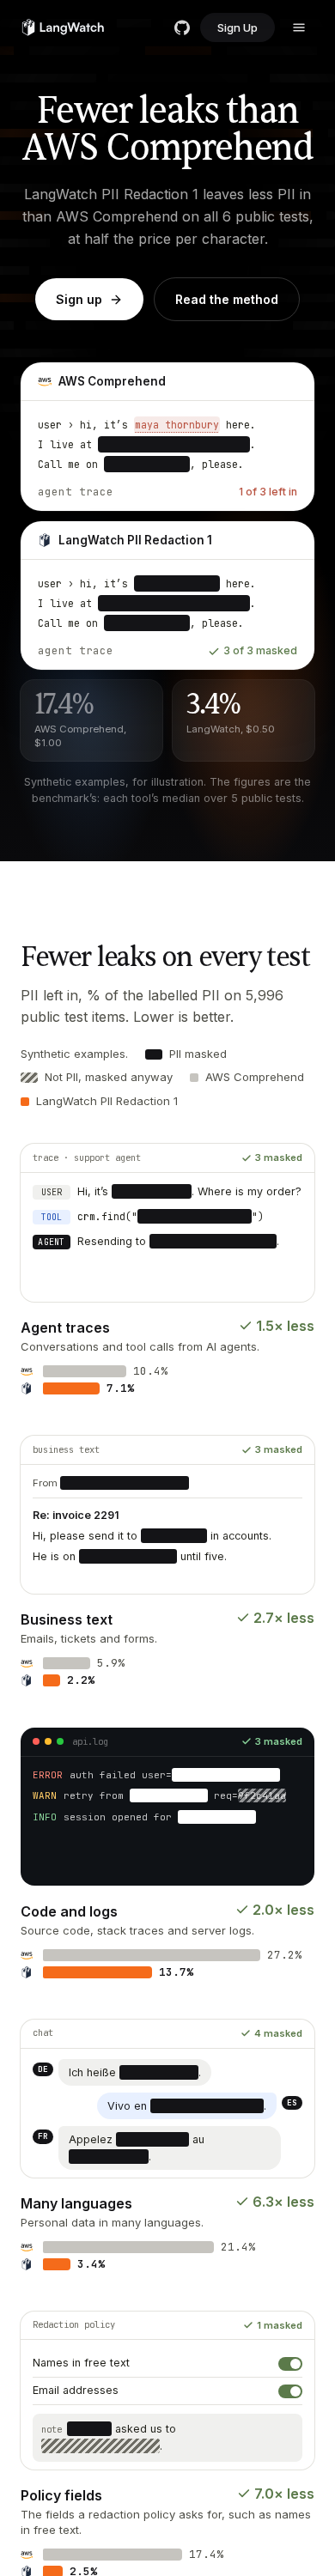 LangWatch
Sign Up
Fewer leaks than
AWS Comprehend
LangWatch PII Redaction 1 leaves less PII in
than AWS Comprehend on all 6 public tests,
at half the price per character.
Sign up →
Read the method
aws AWS Comprehend
user › hi, it’s maya thornbury here.
I live at .
Call me on , please.
agent trace 1 of 3 left in
LangWatch PII Redaction 1
user › hi, it’s here.
I live at .
Call me on , please.
agent trace ✓ 3 of 3 masked
17.4%
AWS Comprehend,
$1.00
3.4%
LangWatch, $0.50
Synthetic examples, for illustration. The figures are the
benchmark’s: each tool’s median over 5 public tests.
Fewer leaks on every test
PII left in, % of the labelled PII on 5,996
public test items. Lower is better.
Synthetic examples. PII masked
Not PII, masked anyway AWS Comprehend
LangWatch PII Redaction 1
trace · support agent ✓ 3 masked
USER Hi, it’s . Where is my order?
TOOL crm.find("")
AGENT Resending to .
Agent traces ✓ 1.5× less
Conversations and tool calls from AI agents.
aws 10.4%
7.1%
business text ✓ 3 masked
From
Re: invoice 2291
Hi, please send it to in accounts.
He is on until five.
Business text ✓ 2.7× less
Emails, tickets and forms.
aws 5.9%
2.2%
api.log ✓ 3 masked
ERROR auth failed user=
WARN retry from req=
INFO session opened for
Code and logs ✓ 2.0× less
Source code, stack traces and server logs.
aws 27.2%
13.7%
chat ✓ 4 masked
DE Ich heiße .
Vivo en . ES
FR Appelez au
.
Many languages ✓ 6.3× less
Personal data in many languages.
aws 21.4%
3.4%
Redaction policy ✓ 1 masked
Names in free text
Email addresses
note asked us to
.
Policy fields ✓ 7.0× less
The fields a redaction policy asks for, such as names
in free text.
aws 17.4%
2.5%